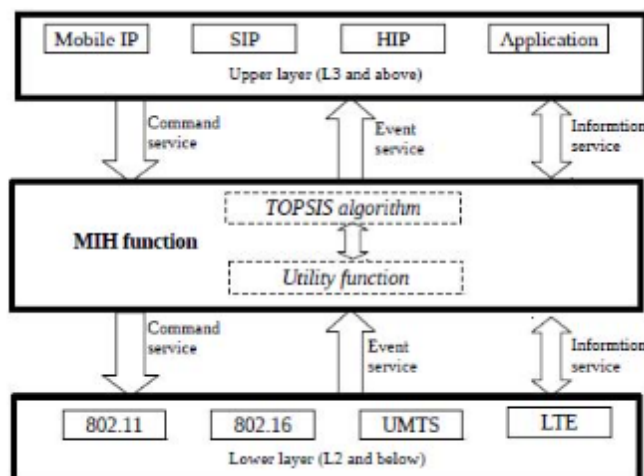 Mobile IP SIP HIP Application
Upper layer (L3 and above)
Command service
Event service
Informtion service
TOPSIS algorithm
MIH function
Utility function
Command service
Event service
Informtion service
802.11 802.16 UMTS LTE
Lower layer (L2 and below)